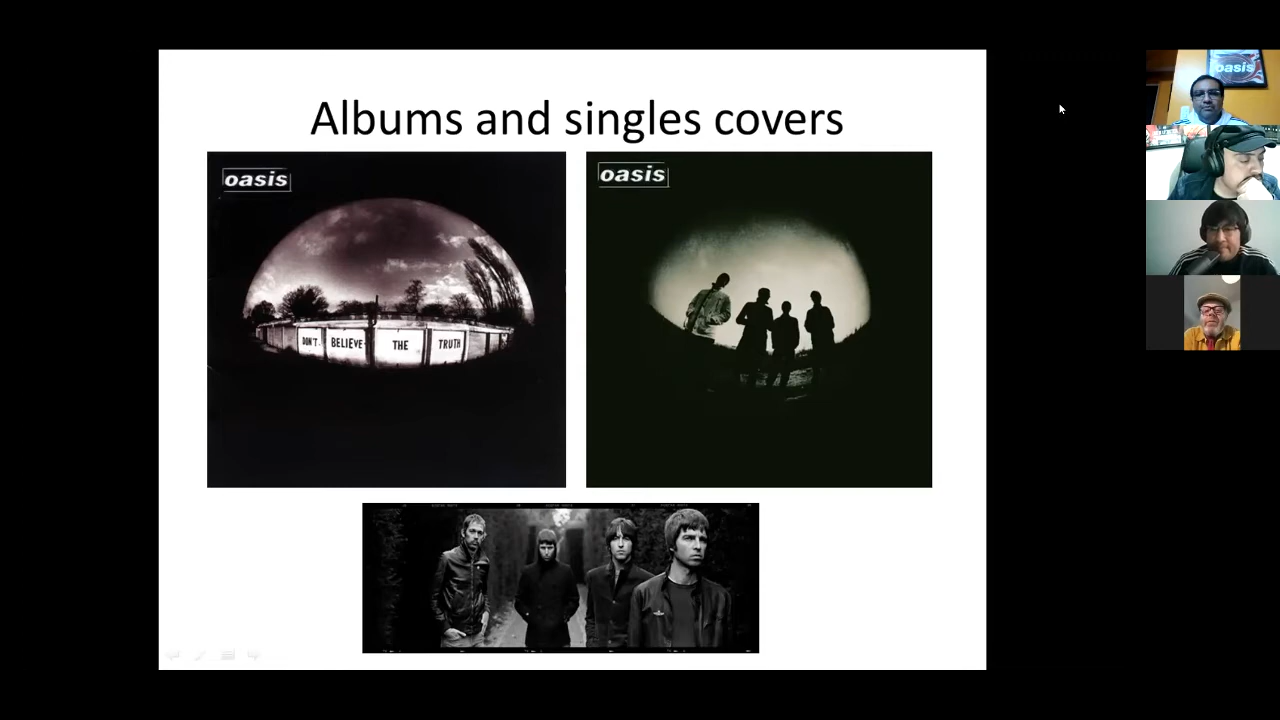 Albums and singles covers
oasis
oasis
DON'T BELIEVE THE TRUTH
oasis